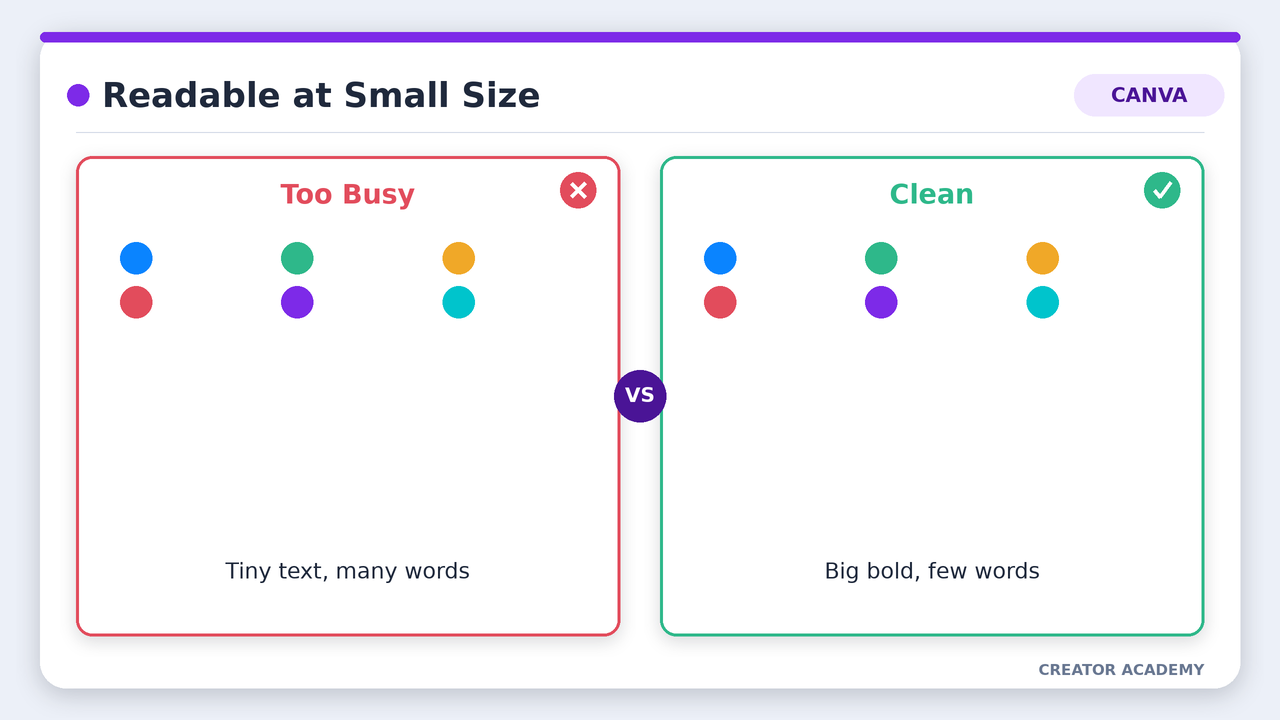 Readable at Small Size
CANVA
Too Busy
Tiny text, many words
VS
Clean
Big bold, few words
CREATOR ACADEMY